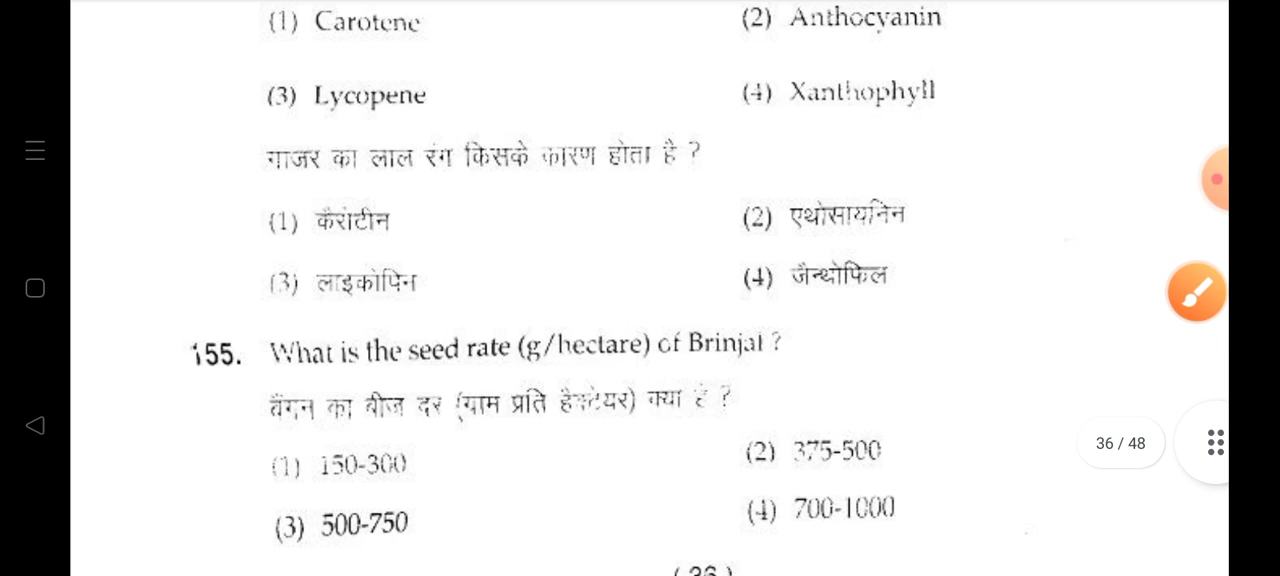 (1) Carotene (2) Anthocyanin
(3) Lycopene (4) Xanthophyll
गाजर का लाल रंग किसके कारण होता है ?
(1) कैरोटीन (2) एथोसायनिन
(3) लाइकोपिन (4) जैन्थोफिल
155. What is the seed rate (g/hectare) of Brinjal ?
बैंगन का बीज दर (ग्राम प्रति हैक्टेयर) क्या है ?
(1) 150-300 (2) 375-500
36 / 48
(3) 500-750 (4) 700-1000
( 36 )